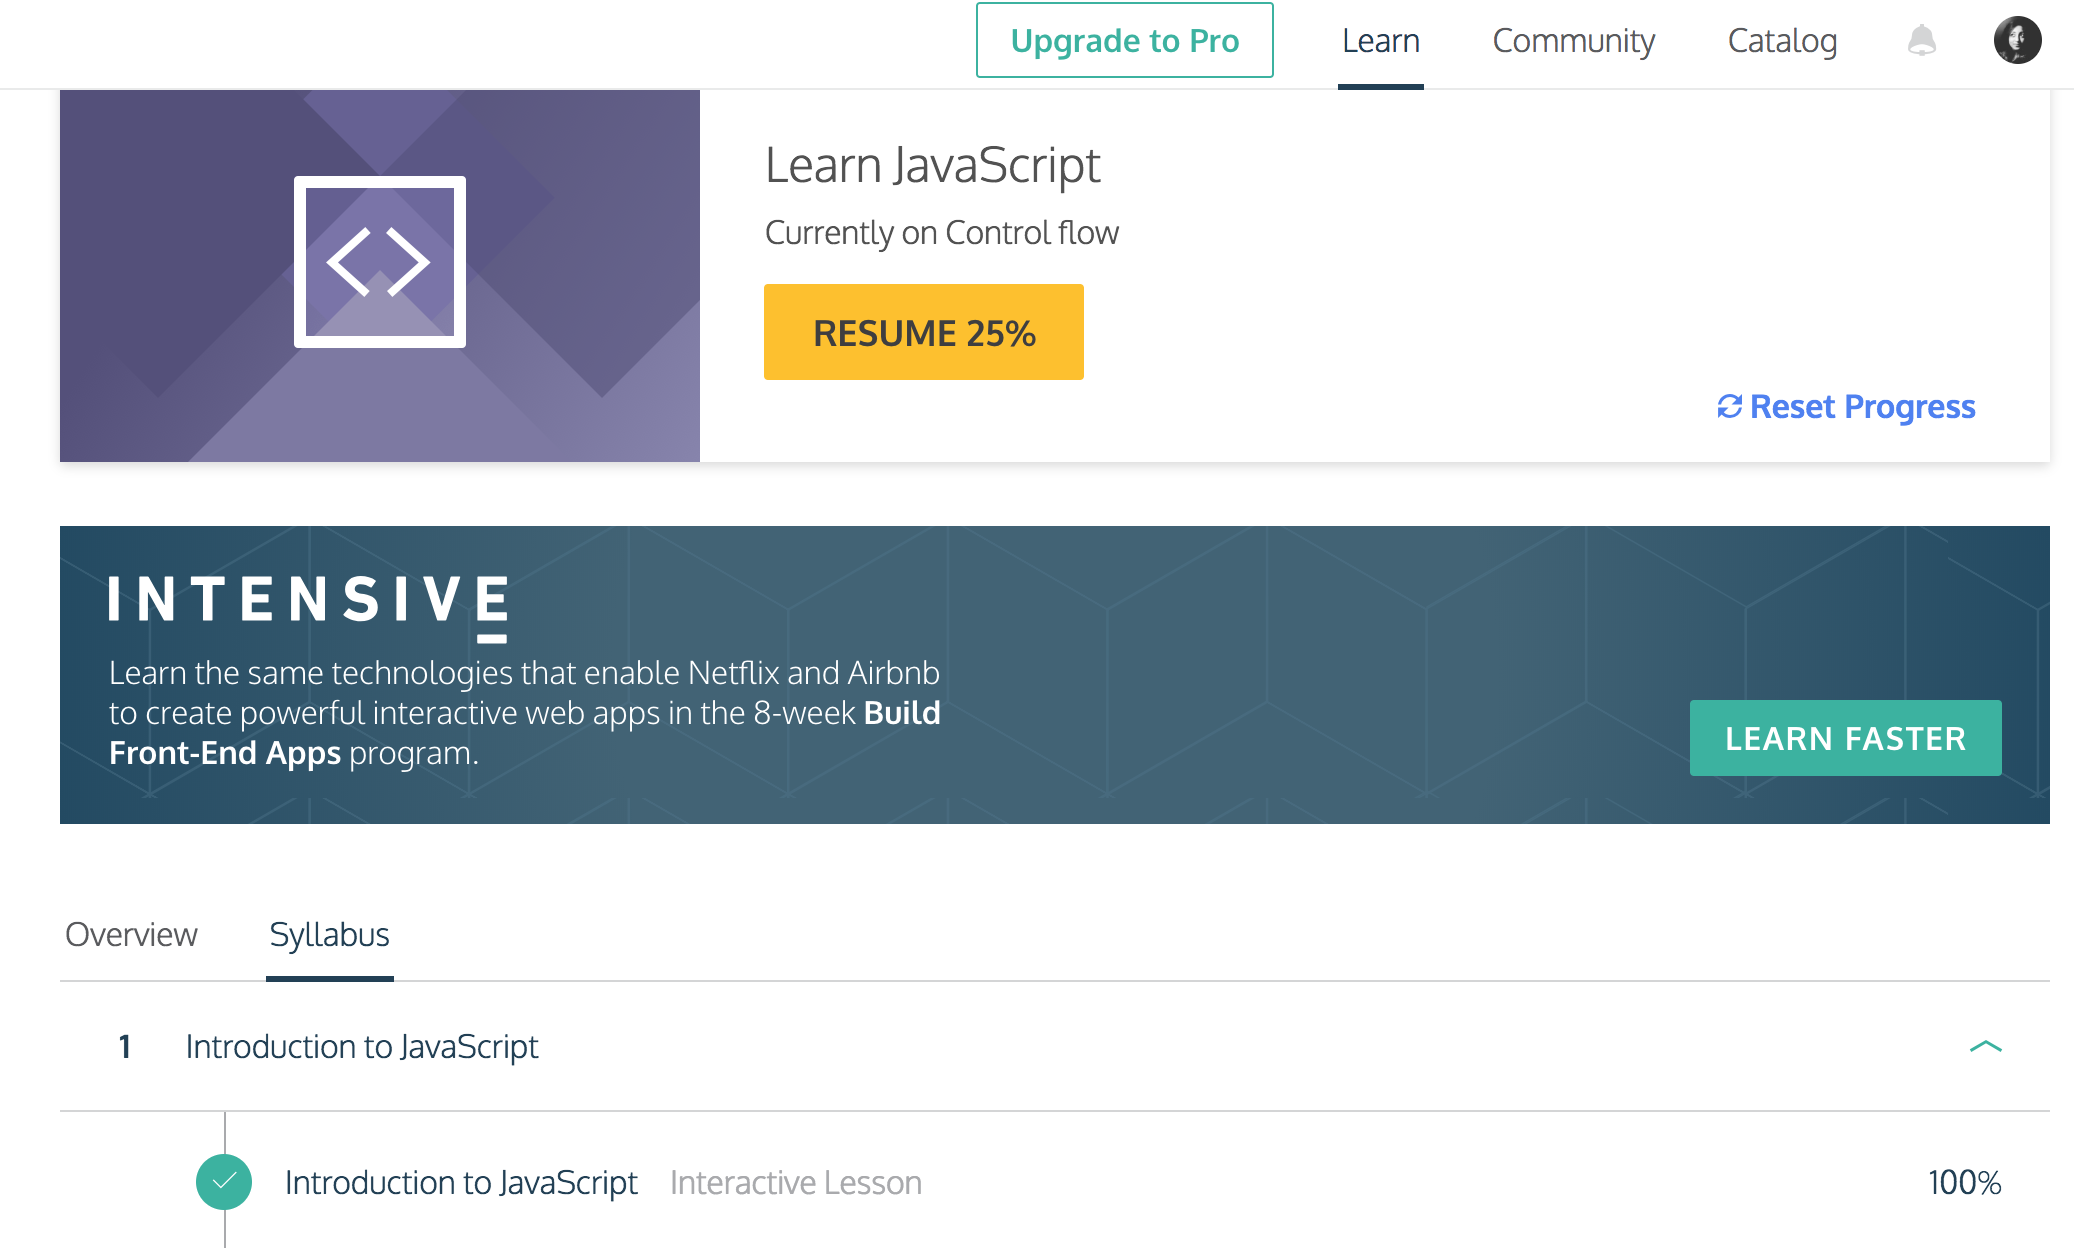 Upgrade to Pro
Learn
Community
Catalog
Learn JavaScript
Currently on Control flow
RESUME 25%
Reset Progress
INTENSIVE
Learn the same technologies that enable Netflix and Airbnb
to create powerful interactive web apps in the 8-week Build
Front-End Apps program.
LEARN FASTER
Overview
Syllabus
1 Introduction to JavaScript
Introduction to JavaScript Interactive Lesson 100%